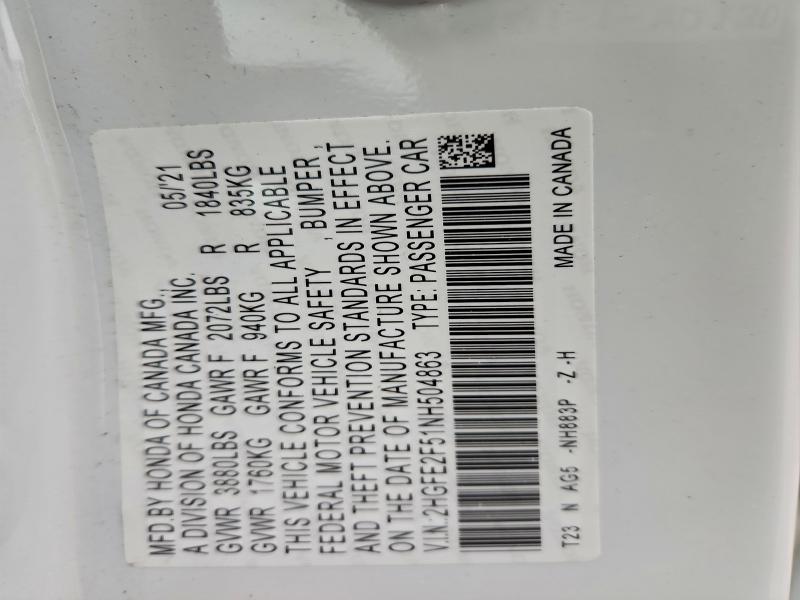 MFD.BY HONDA OF CANADA MFG., 05/'21
A DIVISION OF HONDA CANADA INC.
GVWR 3880LBS GAWR F 2072LBS R 1840LBS
GVWR 1760KG GAWR F 940KG R 835KG
THIS VEHICLE CONFORMS TO ALL APPLICABLE
FEDERAL MOTOR VEHICLE SAFETY , BUMPER ,
AND THEFT PREVENTION STANDARDS IN EFFECT
ON THE DATE OF MANUFACTURE SHOWN ABOVE.
V.I.N.:2HGFE2F51NH504863 TYPE: PASSENGER CAR
T23 N AG5 -NH883P -Z -H MADE IN CANADA